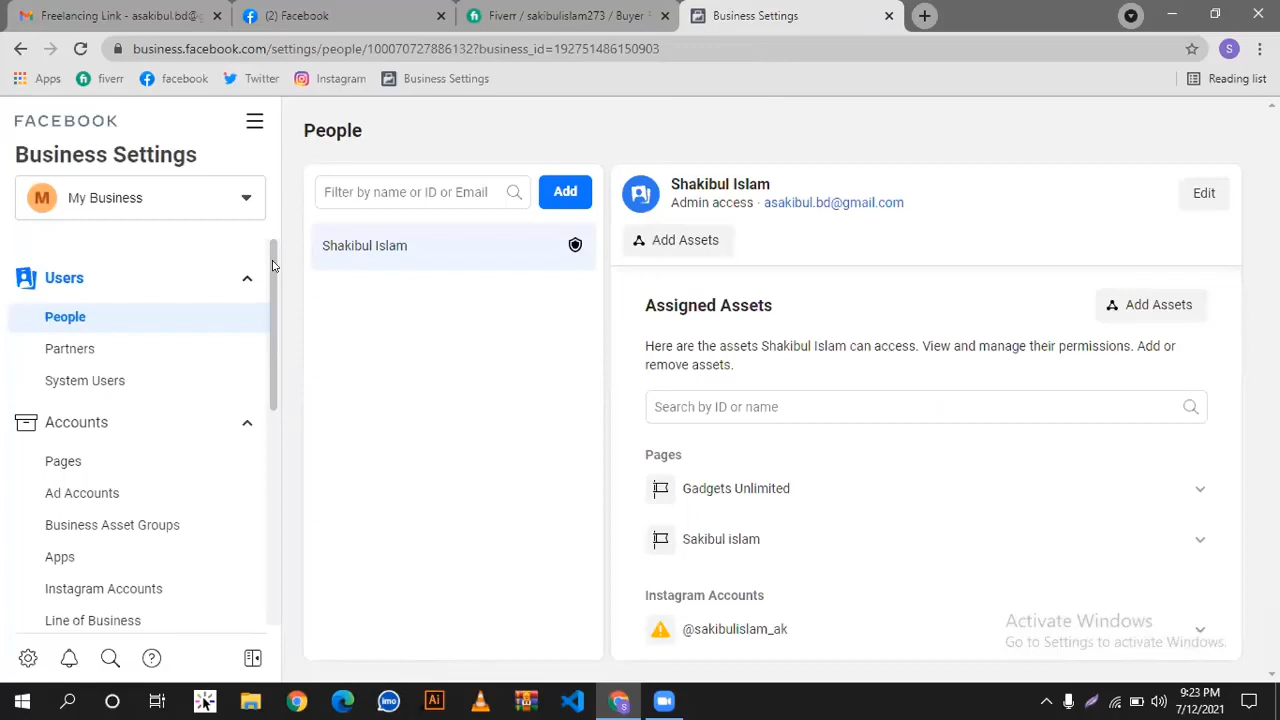 Freelancing Link - asakibul.bd@g
(2) Facebook
Fiverr / sakibulislam273 / Buyer
Business Settings
business.facebook.com/settings/people/100070727886132?business_id=192751486150903
S
Apps
fiverr
facebook
Twitter
Instagram
Business Settings
Reading list
FACEBOOK
Business Settings
M
My Business
Users
People
Partners
System Users
Accounts
Pages
Ad Accounts
Business Asset Groups
Apps
Instagram Accounts
Line of Business
People
Filter by name or ID or Email
Add
Shakibul Islam
Shakibul Islam
Admin access · asakibul.bd@gmail.com
Edit
Add Assets
Assigned Assets
Add Assets
Here are the assets Shakibul Islam can access. View and manage their permissions. Add or
remove assets.
Search by ID or name
Pages
Gadgets Unlimited
Sakibul islam
Instagram Accounts
@sakibulislam_ak
Activate Windows
Go to Settings to activate Windows.
imo
Ai
9:23 PM
7/12/2021